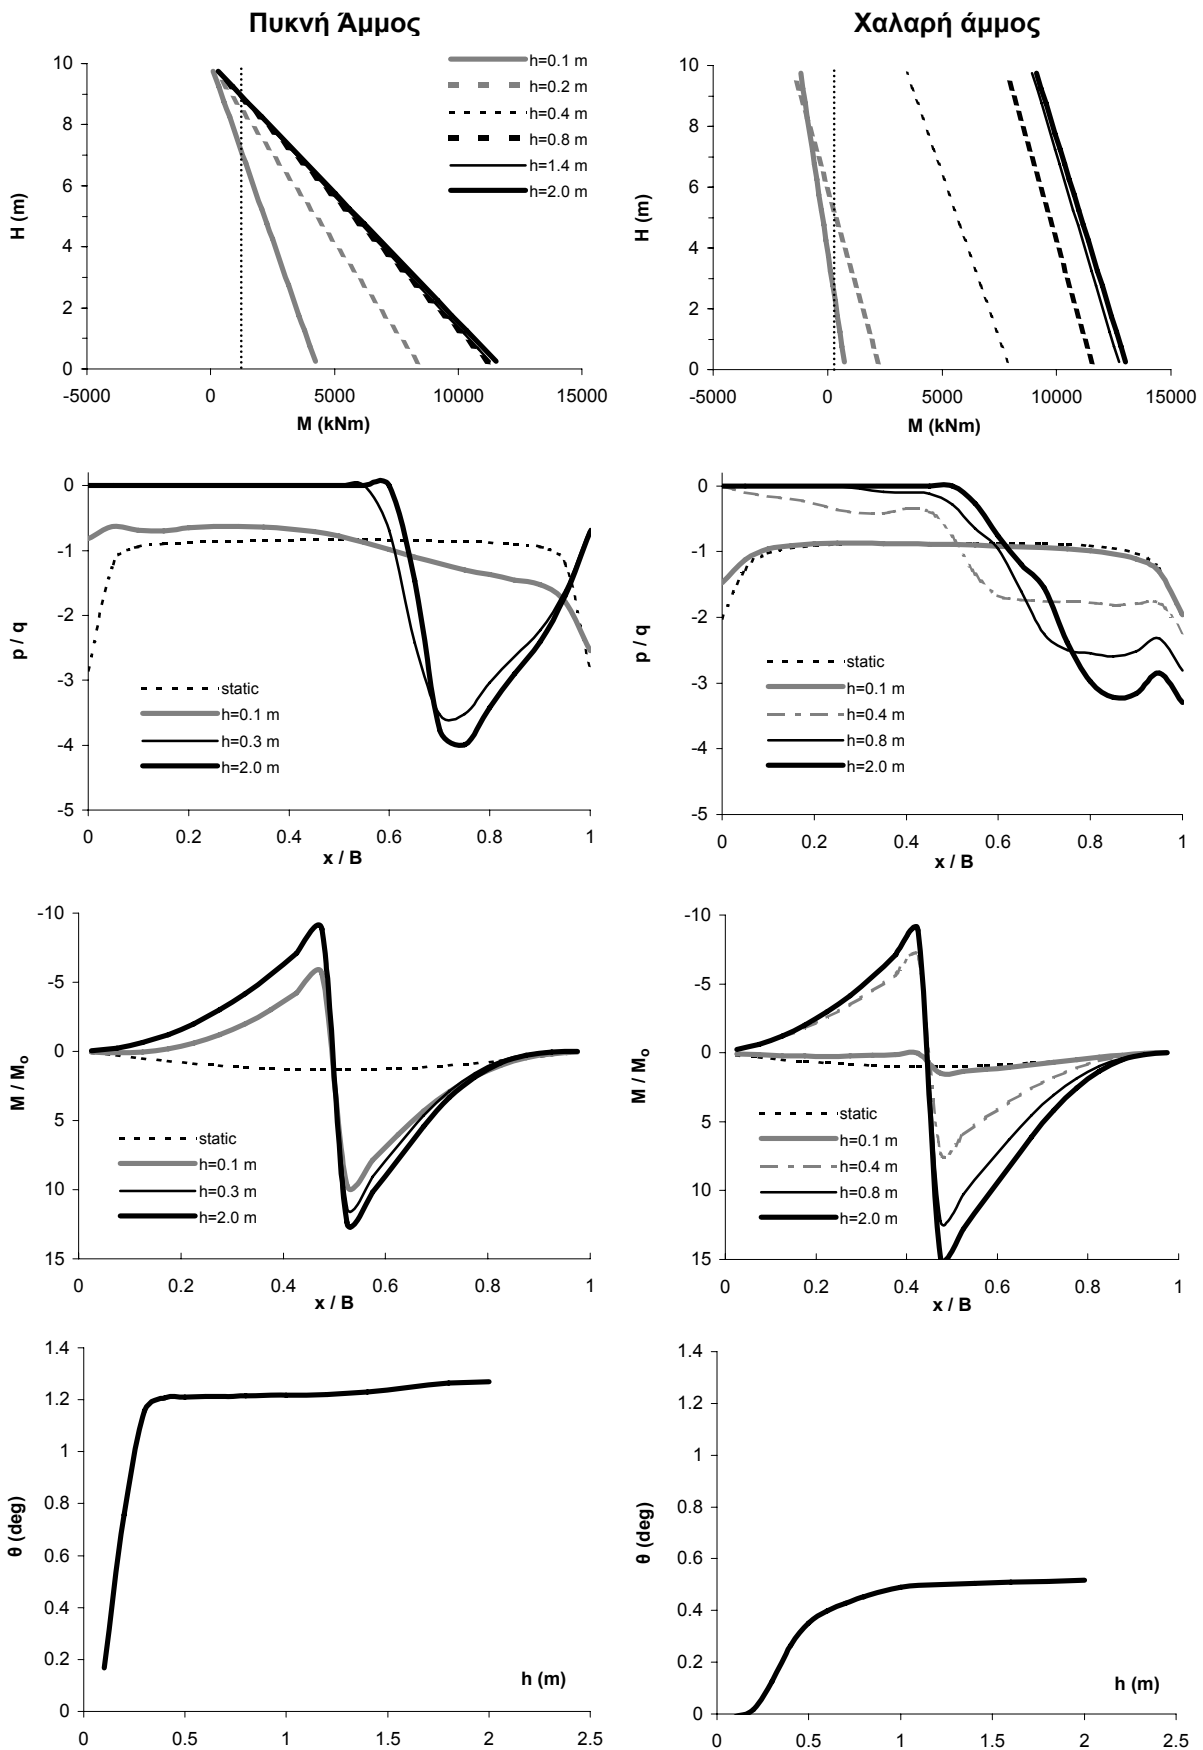 Πυκνή Άμμος
Χαλαρή άμμος
10
8
6
4
2
0
H (m)
-5000
0
5000
10000
15000
M (kNm)
h=0.1 m
h=0.2 m
h=0.4 m
h=0.8 m
h=1.4 m
h=2.0 m
10
8
6
4
2
0
H (m)
-5000
0
5000
10000
15000
M (kNm)
0
-1
-2
-3
-4
-5
p / q
static
h=0.1 m
h=0.3 m
h=2.0 m
0
0.2
0.4
0.6
0.8
1
x / B
0
-1
-2
-3
-4
-5
p / q
static
h=0.1 m
h=0.4 m
h=0.8 m
h=2.0 m
0
0.2
0.4
0.6
0.8
1
x / B
-10
-5
0
5
10
15
M / Mo
static
h=0.1 m
h=0.3 m
h=2.0 m
0
0.2
0.4
0.6
0.8
1
x / B
-10
-5
0
5
10
15
M / Mo
static
h=0.1 m
h=0.4 m
h=0.8 m
h=2.0 m
0
0.2
0.4
0.6
0.8
1
x / B
1.4
1.2
1
0.8
0.6
0.4
0.2
0
θ (deg)
h (m)
0
0.5
1
1.5
2
2.5
1.4
1.2
1
0.8
0.6
0.4
0.2
0
θ (deg)
h (m)
0
0.5
1
1.5
2
2.5